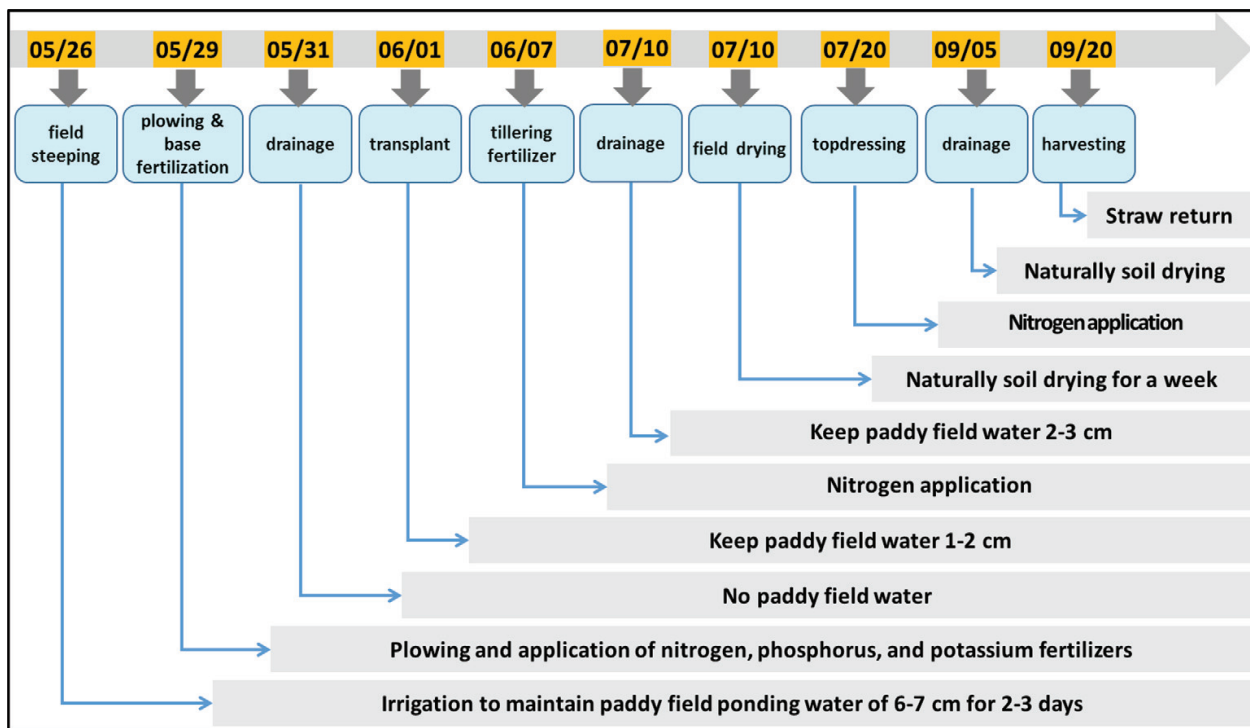 05/26 05/29 05/31 06/01 06/07 07/10 07/10 07/20 09/05 09/20
field
steeping
plowing &
base
fertilization
drainage
transplant
tillering
fertilizer
drainage
field drying
topdressing
drainage
harvesting
Straw return
Naturally soil drying
Nitrogen application
Naturally soil drying for a week
Keep paddy field water 2-3 cm
Nitrogen application
Keep paddy field water 1-2 cm
No paddy field water
Plowing and application of nitrogen, phosphorus, and potassium fertilizers
Irrigation to maintain paddy field ponding water of 6-7 cm for 2-3 days